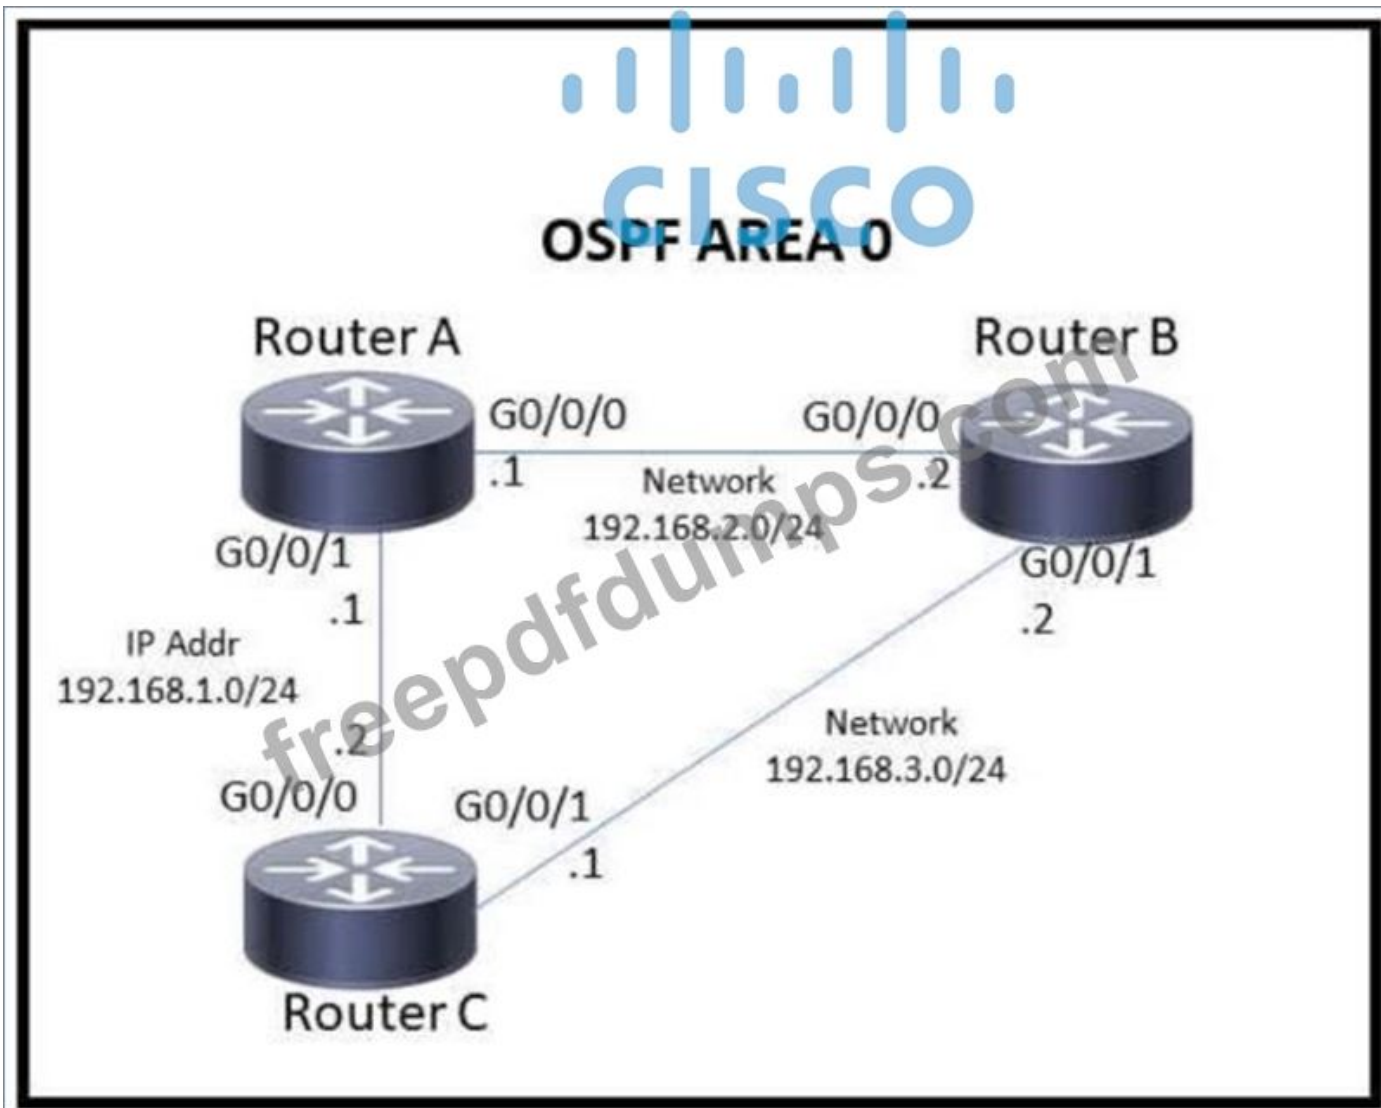 CISCO
OSPF AREA 0
Router A
Router B
G0/0/0
G0/0/0
.1
.2
Network
192.168.2.0/24
G0/0/1
G0/0/1
.1
.2
IP Addr
192.168.1.0/24
freepdfdumps.com
Network
192.168.3.0/24
.2
G0/0/0
G0/0/1
.1
Router C